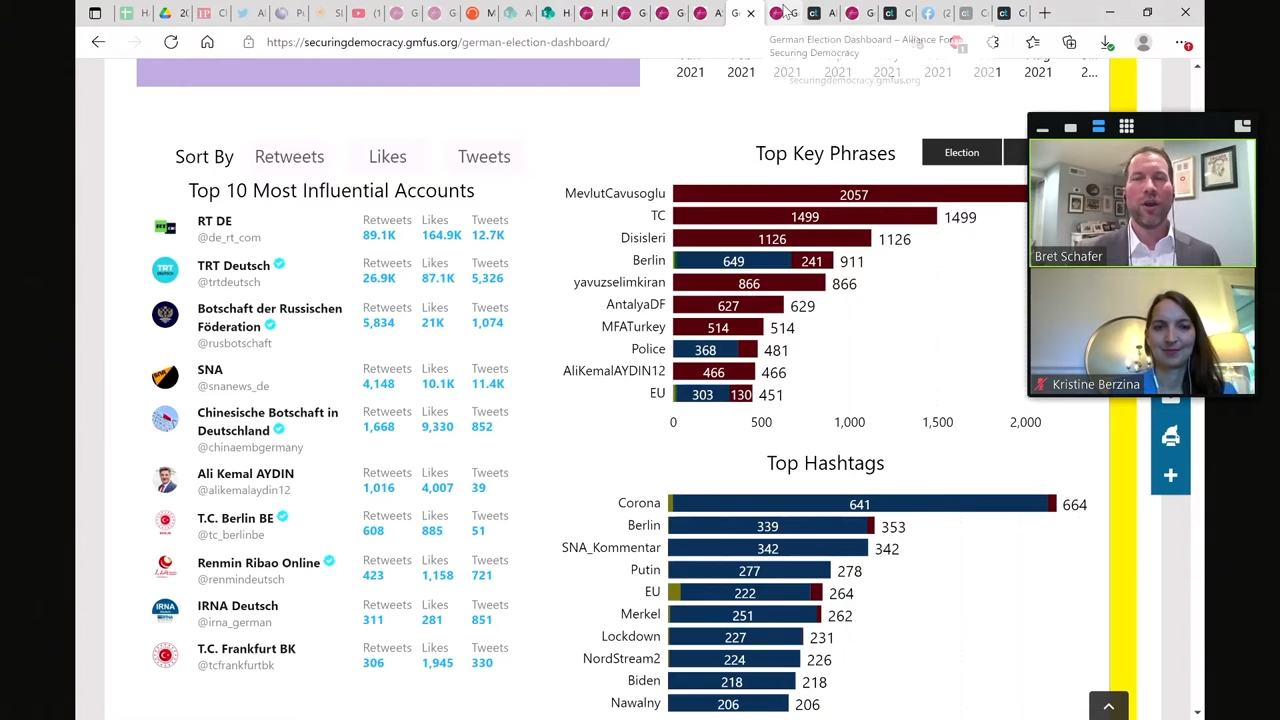 https://securingdemocracy.gmfus.org/german-election-dashboard/
German Election Dashboard – Alliance For
Securing Democracy
securingdemocracy.gmfus.org
2021 2021 2021 2021 2021 2021 2021 2...
Sort By Retweets Likes Tweets
Top 10 Most Influential Accounts
RT DE
@de_rt_com
Retweets Likes Tweets
89.1K 164.9K 12.7K
TRT Deutsch
@trtdeutsch
Retweets Likes Tweets
26.9K 87.1K 5,326
Botschaft der Russischen
Föderation
@rusbotschaft
Retweets Likes Tweets
5,834 21K 1,074
SNA
@snanews_de
Retweets Likes Tweets
4,148 10.1K 11.4K
Chinesische Botschaft in
Deutschland
@chinaembgermany
Retweets Likes Tweets
1,668 9,330 852
Ali Kemal AYDIN
@alikemalaydin12
Retweets Likes Tweets
1,016 4,007 39
T.C. Berlin BE
@tc_berlinbe
Retweets Likes Tweets
608 885 51
Renmin Ribao Online
@renmindeutsch
Retweets Likes Tweets
423 1,158 721
IRNA Deutsch
@irna_german
Retweets Likes Tweets
311 281 851
T.C. Frankfurt BK
@tcfrankfurtbk
Retweets Likes Tweets
306 1,945 330
Top Key Phrases
Election
MevlutCavusoglu 2057
TC 1499 1499
Disisleri 1126 1126
Berlin 649 241 911
yavuzselimkiran 866 866
AntalyaDF 627 629
MFATurkey 514 514
Police 368 481
AliKemalAYDIN12 466 466
EU 303 130 451
0 500 1,000 1,500 2,000
Top Hashtags
Corona 641 664
Berlin 339 353
SNA_Kommentar 342 342
Putin 277 278
EU 222 264
Merkel 251 262
Lockdown 227 231
NordStream2 224 226
Biden 218 218
Nawalny 206 206
Bret Schafer
Kristine Berzina